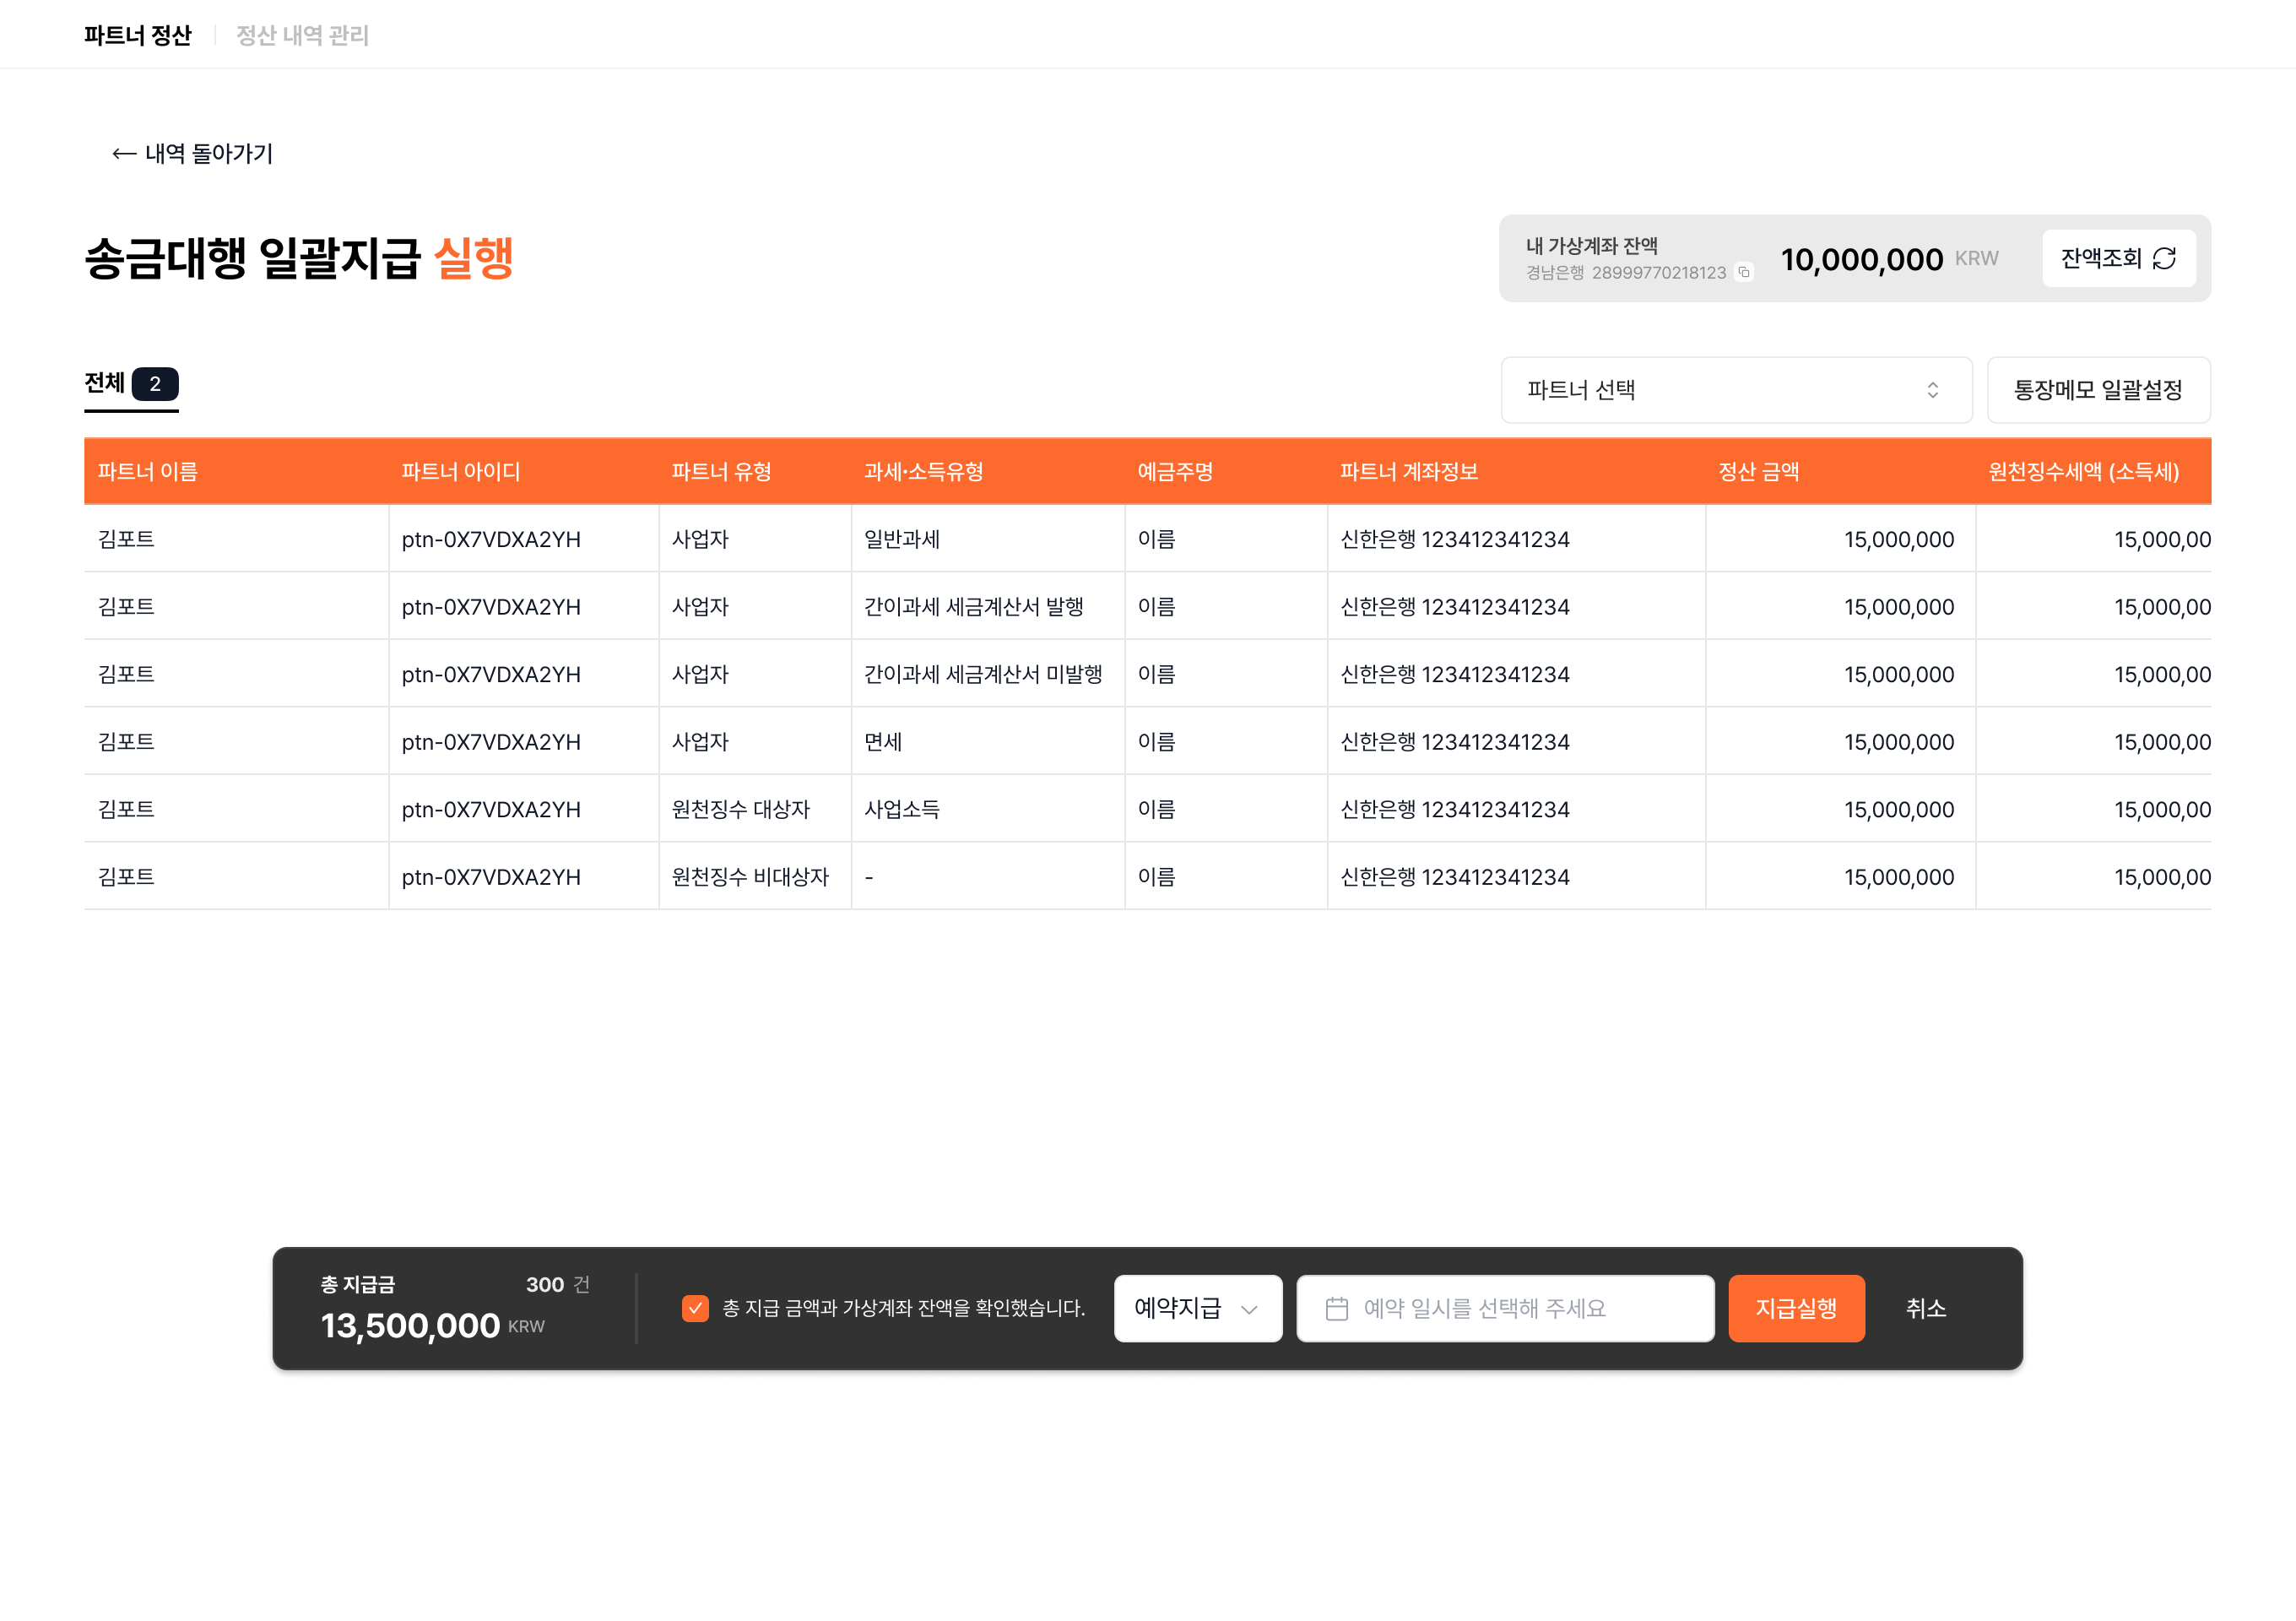 파트너 정산 정산 내역 관리
← 내역 돌아가기
송금대행 일괄지급 실행
내 가상계좌 잔액
경남은행 28999770218123
10,000,000 KRW
잔액조회
전체 2
파트너 선택
통장메모 일괄설정
파트너 이름 파트너 아이디 파트너 유형 과세·소득유형 예금주명 파트너 계좌정보 정산 금액 원천징수세액 (소득세)
김포트 ptn-0X7VDXA2YH 사업자 일반과세 이름 신한은행 123412341234 15,000,000 15,000,00
김포트 ptn-0X7VDXA2YH 사업자 간이과세 세금계산서 발행 이름 신한은행 123412341234 15,000,000 15,000,00
김포트 ptn-0X7VDXA2YH 사업자 간이과세 세금계산서 미발행 이름 신한은행 123412341234 15,000,000 15,000,00
김포트 ptn-0X7VDXA2YH 사업자 면세 이름 신한은행 123412341234 15,000,000 15,000,00
김포트 ptn-0X7VDXA2YH 원천징수 대상자 사업소득 이름 신한은행 123412341234 15,000,000 15,000,00
김포트 ptn-0X7VDXA2YH 원천징수 비대상자 - 이름 신한은행 123412341234 15,000,000 15,000,00
총 지급금 300 건
13,500,000 KRW
총 지급 금액과 가상계좌 잔액을 확인했습니다.
예약지급
예약 일시를 선택해 주세요
지급실행
취소